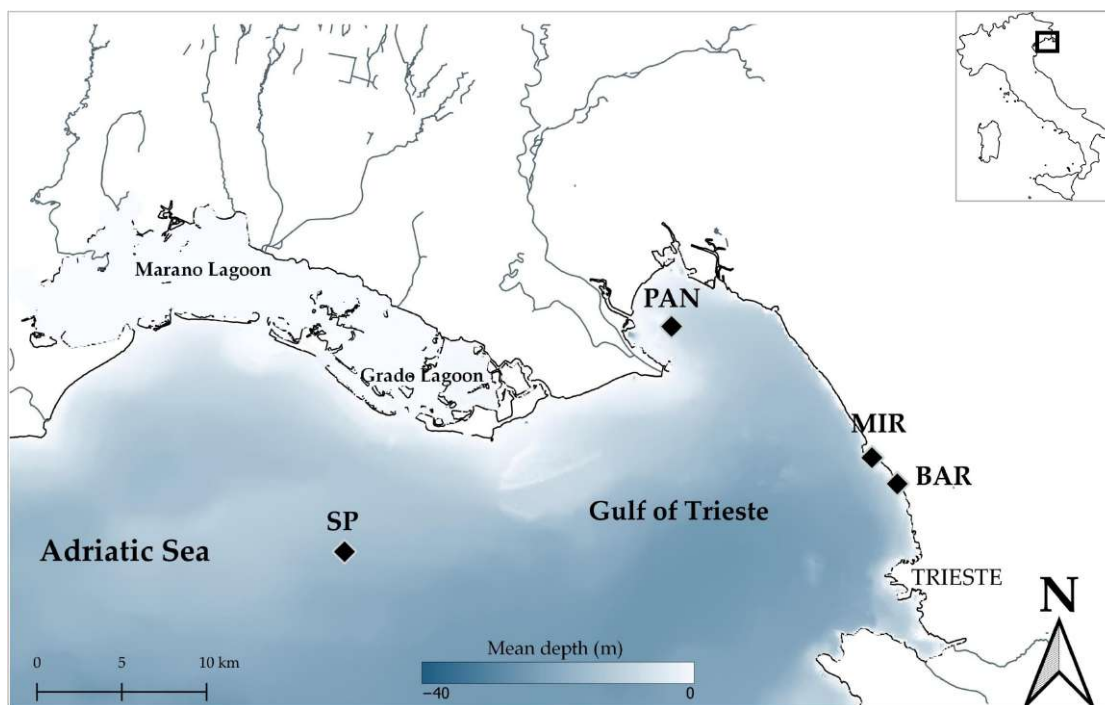 Marano Lagoon
PAN
Grado Lagoon
MIR
BAR
Gulf of Trieste
SP
Adriatic Sea
TRIESTE
N
Mean depth (m)
0 5 10 km
−40 0